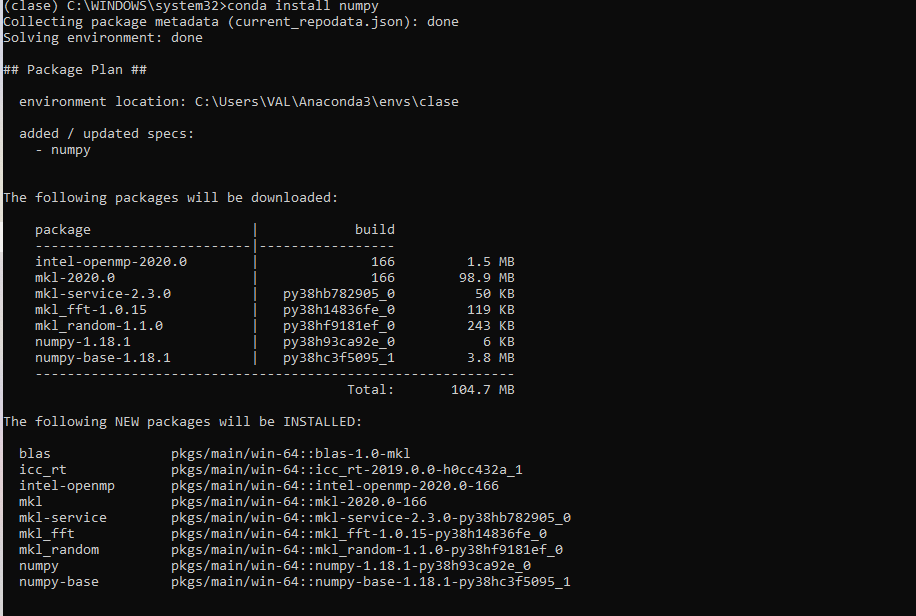 (clase) C:\WINDOWS\system32>conda install numpy
Collecting package metadata (current_repodata.json): done
Solving environment: done
## Package Plan ##
environment location: C:\Users\VAL\Anaconda3\envs\clase
added / updated specs:
- numpy
The following packages will be downloaded:
package | build
---------------------------|-----------------
intel-openmp-2020.0 | 166 1.5 MB
mkl-2020.0 | 166 98.9 MB
mkl-service-2.3.0 | py38hb782905_0 50 KB
mkl_fft-1.0.15 | py38h14836fe_0 119 KB
mkl_random-1.1.0 | py38hf9181ef_0 243 KB
numpy-1.18.1 | py38h93ca92e_0 6 KB
numpy-base-1.18.1 | py38hc3f5095_1 3.8 MB
------------------------------------------------------------
Total: 104.7 MB
The following NEW packages will be INSTALLED:
blas pkgs/main/win-64::blas-1.0-mkl
icc_rt pkgs/main/win-64::icc_rt-2019.0.0-h0cc432a_1
intel-openmp pkgs/main/win-64::intel-openmp-2020.0-166
mkl pkgs/main/win-64::mkl-2020.0-166
mkl-service pkgs/main/win-64::mkl-service-2.3.0-py38hb782905_0
mkl_fft pkgs/main/win-64::mkl_fft-1.0.15-py38h14836fe_0
mkl_random pkgs/main/win-64::mkl_random-1.1.0-py38hf9181ef_0
numpy pkgs/main/win-64::numpy-1.18.1-py38h93ca92e_0
numpy-base pkgs/main/win-64::numpy-base-1.18.1-py38hc3f5095_1